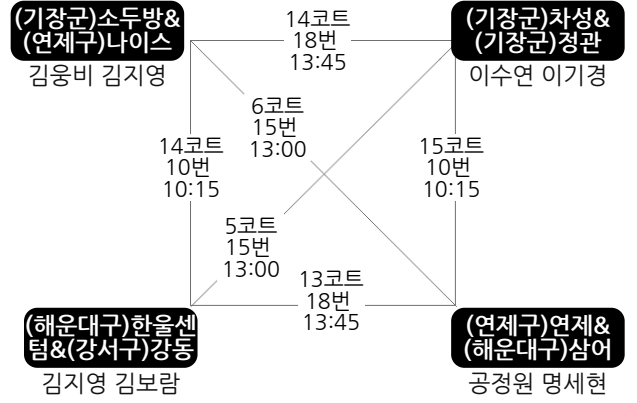 (기장군)소두방&
(연제구)나이스
김웅비 김지영
14코트
18번
13:45
(기장군)차성&
(기장군)정관
이수연 이기경
6코트
15번
13:00
14코트
10번
10:15
15코트
10번
10:15
5코트
15번
13:00
13코트
18번
13:45
(해운대구)한울센
텀&(강서구)강동
김지영 김보람
(연제구)연제&
(해운대구)삼어
공정원 명세현